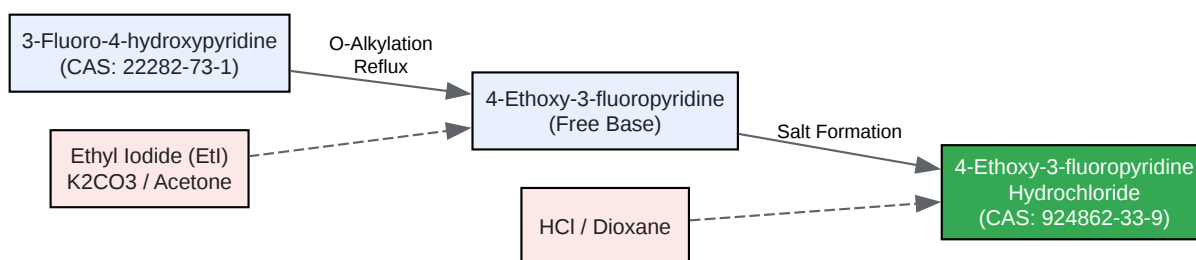 3-Fluoro-4-hydroxypyridine
(CAS: 22282-73-1)
O-Alkylation
Reflux
Ethyl Iodide (EtI)
K2CO3 / Acetone
4-Ethoxy-3-fluoropyridine
(Free Base)
Salt Formation
HCl / Dioxane
4-Ethoxy-3-fluoropyridine
Hydrochloride
(CAS: 924862-33-9)